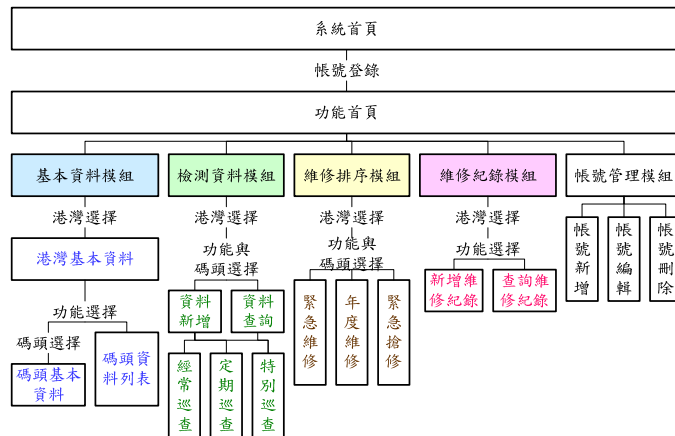 系統首頁
帳號登錄
功能首頁
基本資料模組
檢測資料模組
維修排序模組
維修紀錄模組
帳號管理模組
港灣選擇
港灣選擇
港灣選擇
港灣選擇
帳號新增
帳號編輯
帳號刪除
港灣基本資料
功能與
碼頭選擇
功能與
碼頭選擇
功能選擇
新增維
修紀錄
查詢維
修紀錄
資料
新增
資料
查詢
緊急維修
年度維修
緊急搶修
功能選擇
碼頭選擇
碼頭基本
資料
碼頭資
料列表
經常巡查
定期巡查
特別巡查